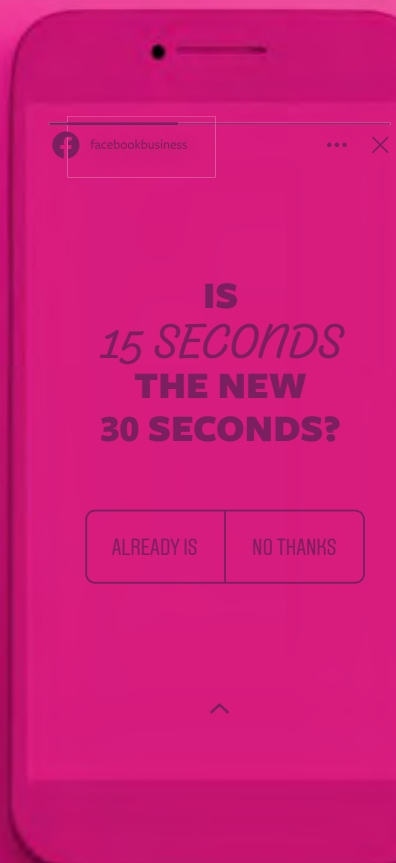 facebookbusiness
IS
15 SECONDS
THE NEW
30 SECONDS?
ALREADY IS
NO THANKS